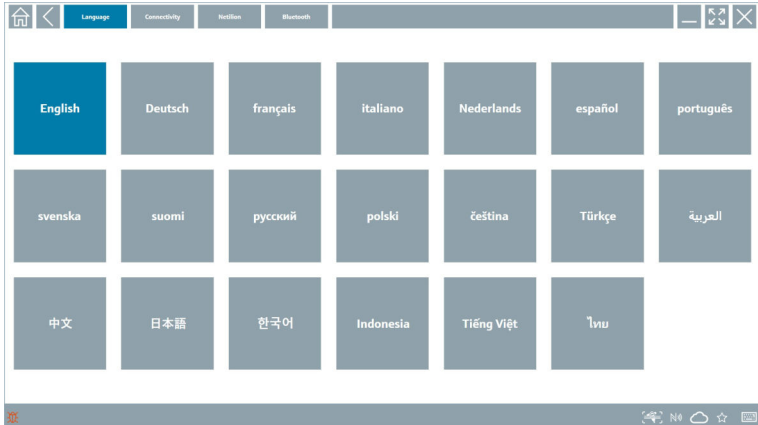 Language Connectivity Netilion Bluetooth
English Deutsch français italiano Nederlands español português
svenska suomi русский polski čeština Türkçe العربية
中文 日本語 한국어 Indonesia Tiếng Việt ไทย